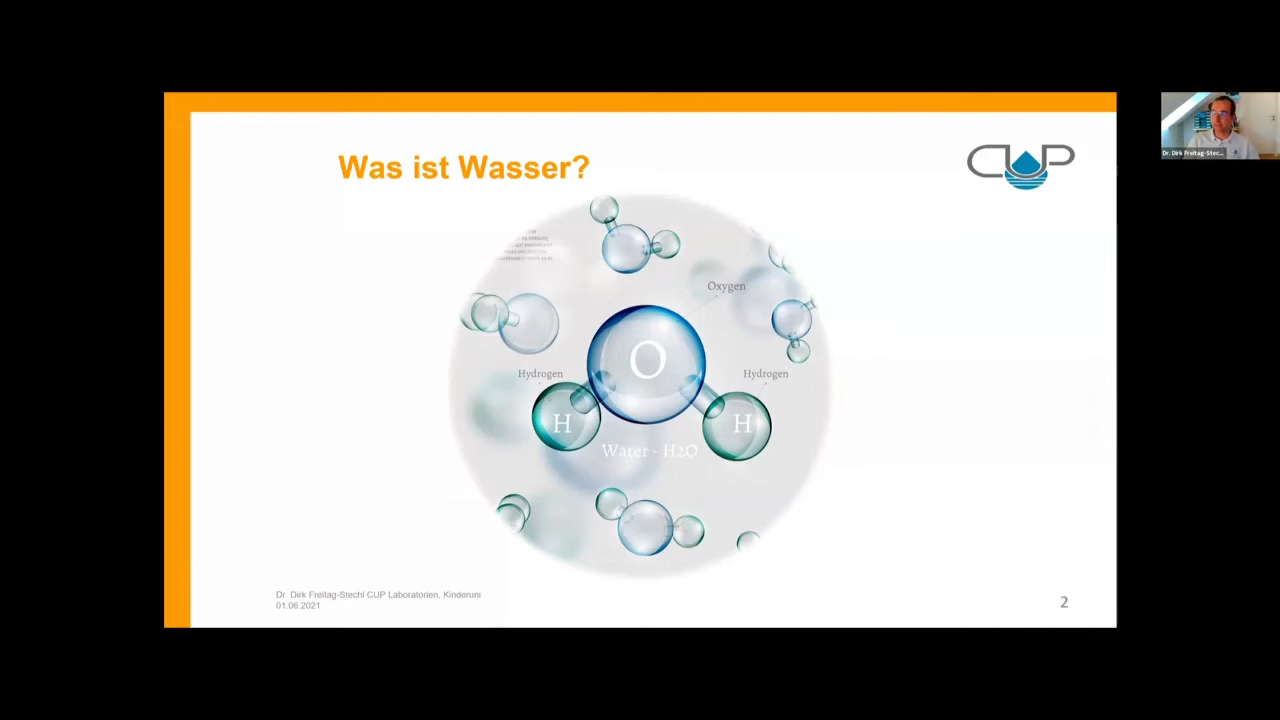 Was ist Wasser?
CUP
Oxygen
O
Hydrogen
Hydrogen
H
H
H
Water - H2O
Dr. Dirk Freitag-Stechl CUP Laboratorien, Kinderuni
01.06.2021
2
Dr. Dirk Freitag-Stec...